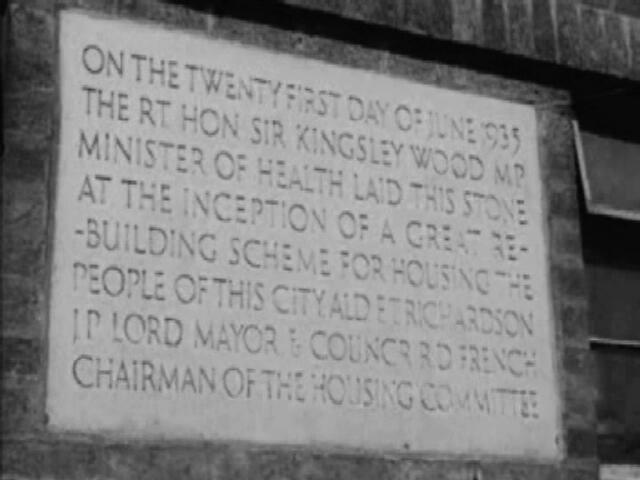 ON THE TWENTY FIRST DAY OF JUNE 1935
THE RT HON SIR KINGSLEY WOOD M.P.
MINISTER OF HEALTH LAID THIS STONE
AT THE INCEPTION OF A GREAT RE-
-BUILDING SCHEME FOR HOUSING THE
PEOPLE OF THIS CITY. ALD E.T. RICHARDSON
J.P. LORD MAYOR & COUNCR R.D. FRENCH
CHAIRMAN OF THE HOUSING COMMITTEE